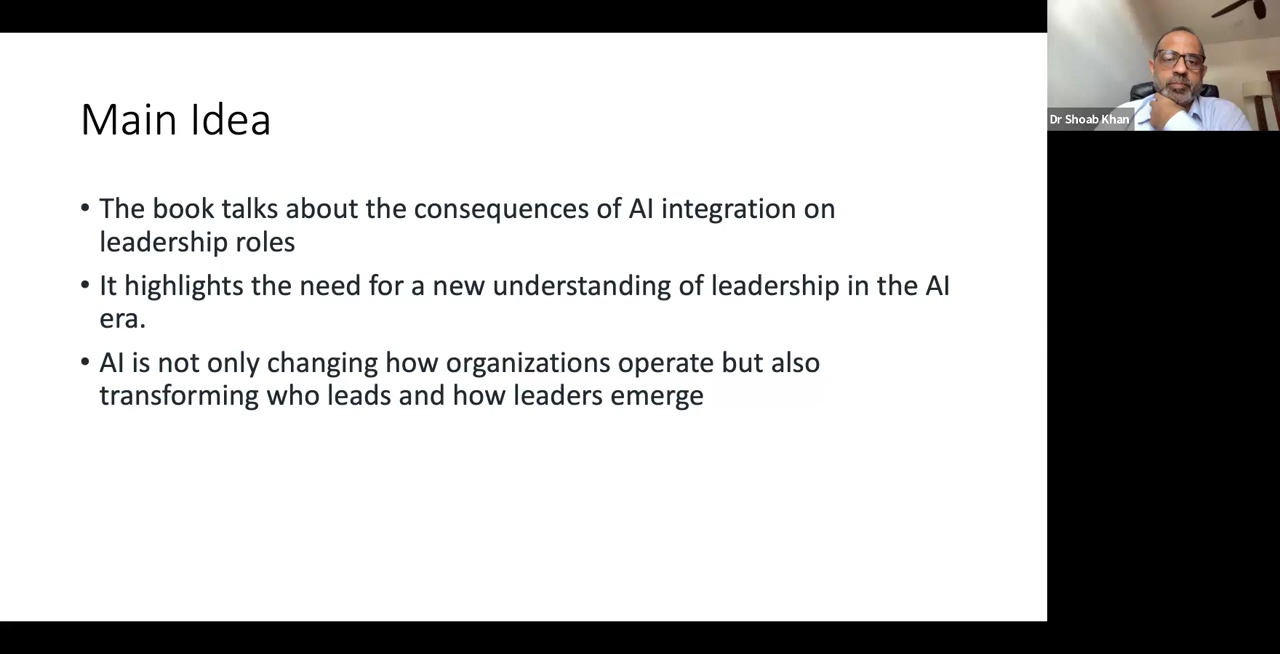 Main Idea
• The book talks about the consequences of AI integration on
leadership roles
• It highlights the need for a new understanding of leadership in the AI
era.
• AI is not only changing how organizations operate but also
transforming who leads and how leaders emerge
Dr Shoab Khan